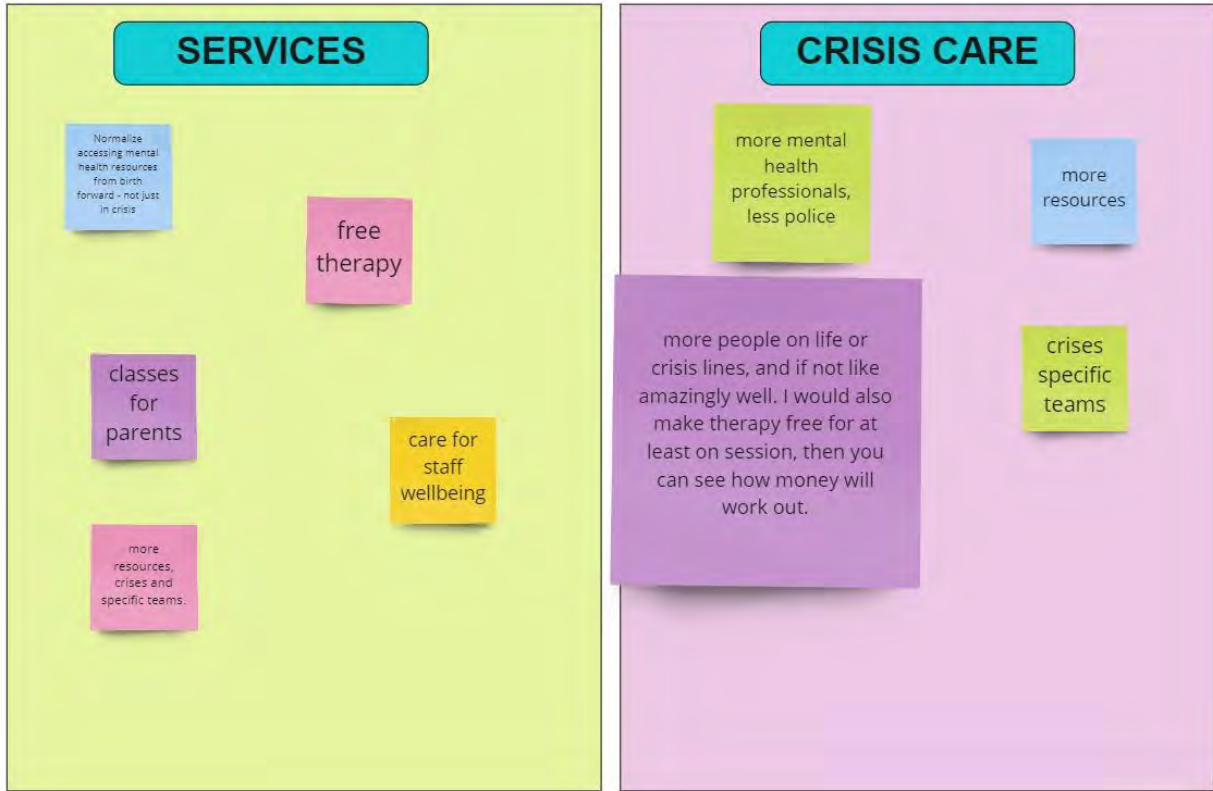 SERVICES
Normalize
accessing mental
health resources
from birth
forward - not just
in crisis
free
therapy
classes
for
parents
care for
staff
wellbeing
more
resources,
crises and
specific teams.
CRISIS CARE
more mental
health
professionals,
less police
more
resources
more people on life or
crisis lines, and if not like
amazingly well. I would also
make therapy free for at
least on session, then you
can see how money will
work out.
crises
specific
teams